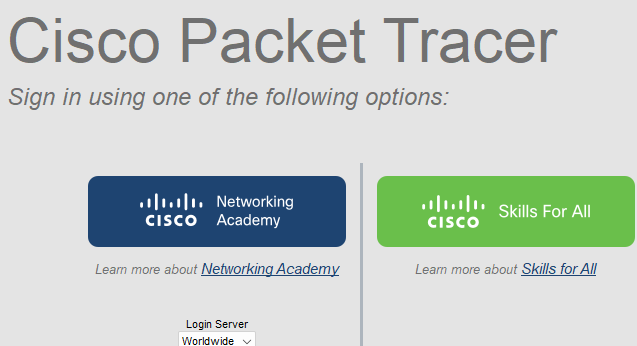 Cisco Packet Tracer
Sign in using one of the following options:
CISCO
Networking
Academy
CISCO
Skills For All
Learn more about Networking Academy
Learn more about Skills for All
Login Server
Worldwide